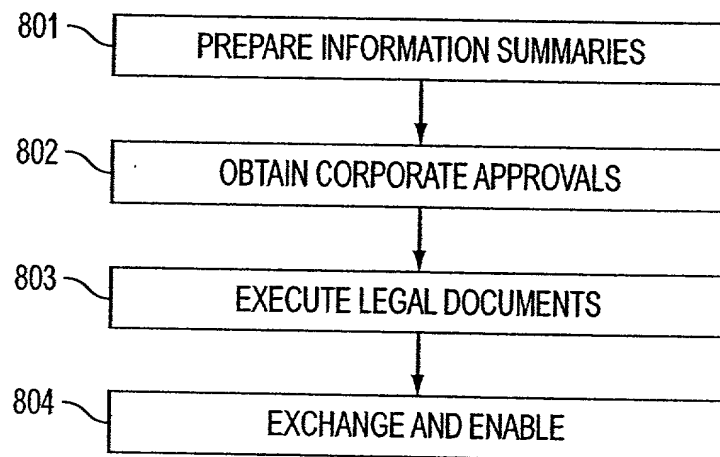 801 PREPARE INFORMATION SUMMARIES
802 OBTAIN CORPORATE APPROVALS
803 EXECUTE LEGAL DOCUMENTS
804 EXCHANGE AND ENABLE